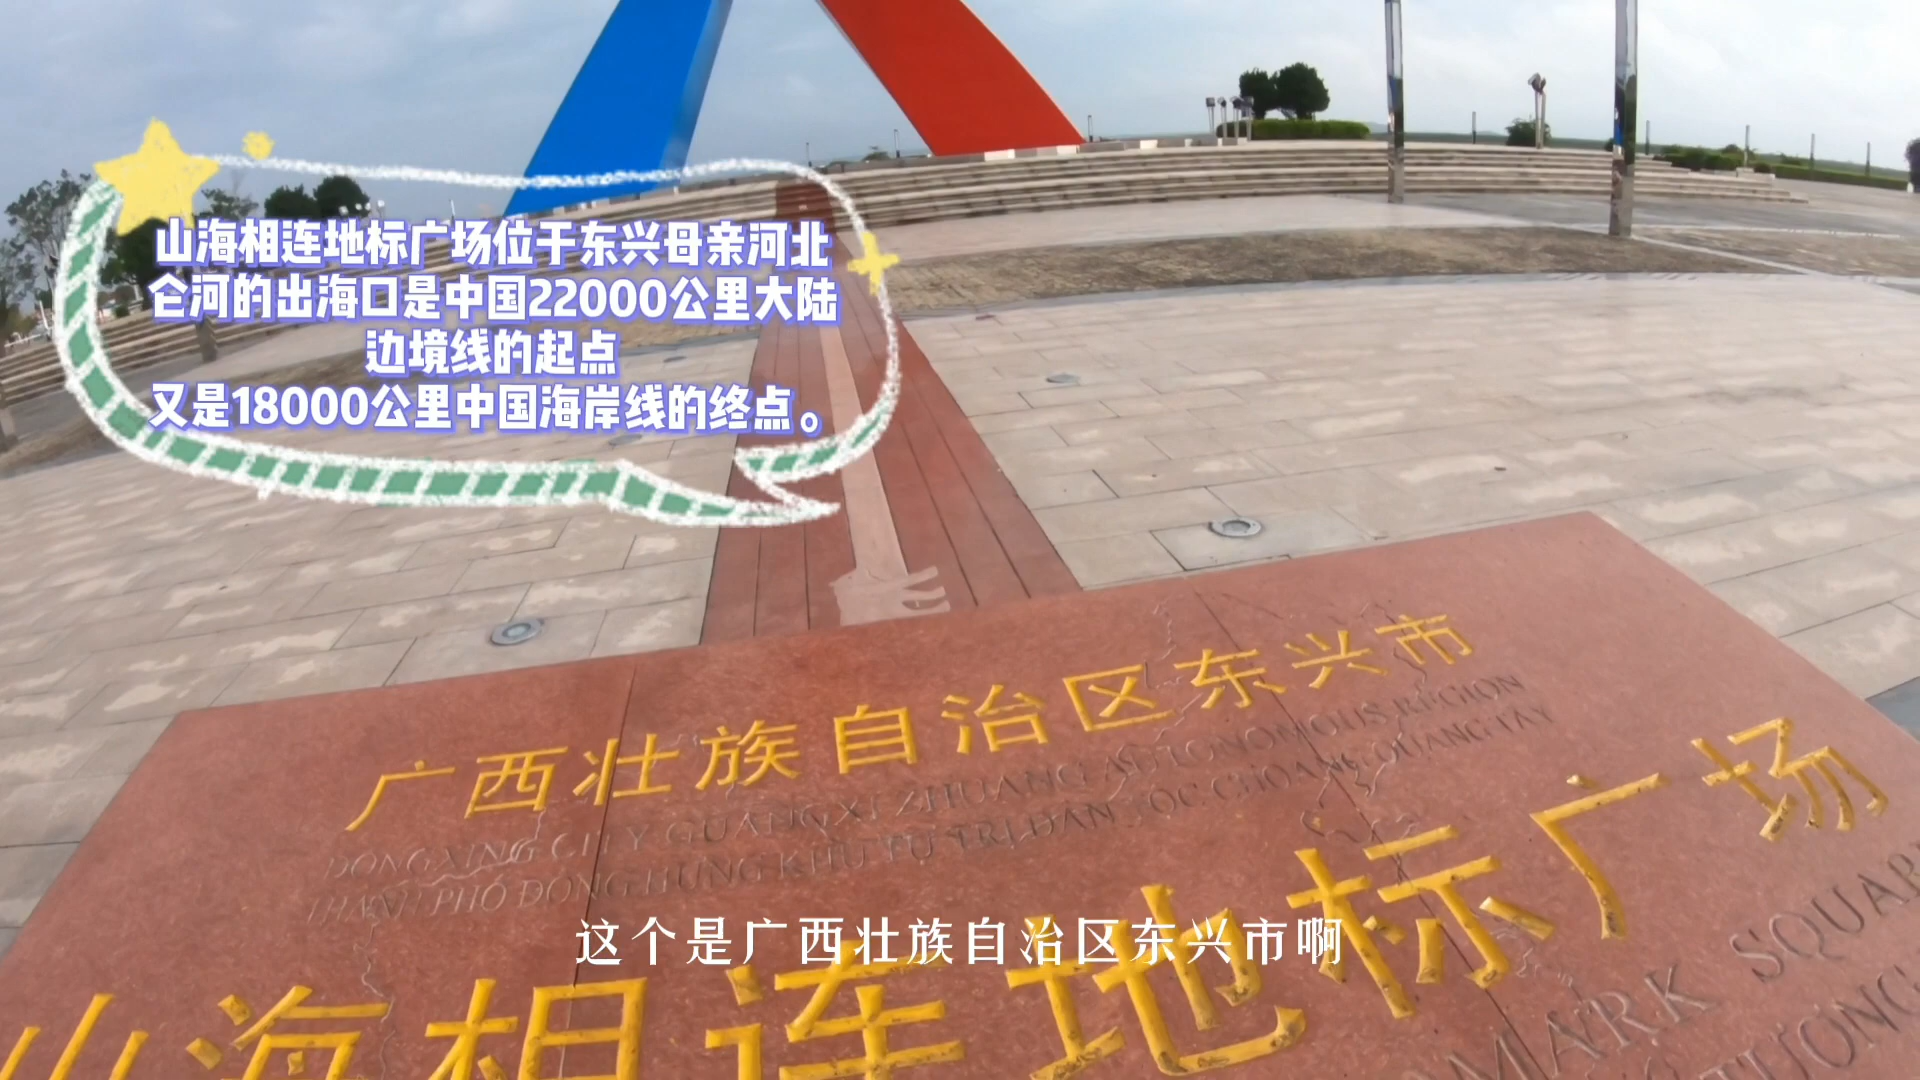 山海相连地标广场位于东兴母亲河北
仑河的出海口是中国22000公里大陆
边境线的起点
又是18000公里中国海岸线的终点。
广西壮族自治区东兴市
DONGXING CITY GUANGXI ZHUANG AUTONOMOUS REGION
THÀNH PHỐ ĐÔNG HƯNG KHU TỰ TRỊ DÂN TỘC CHOANG QUANG TÂY
山海相连地标广场
MARK SQUAR
TƯỢNG
这个是广西壮族自治区东兴市啊